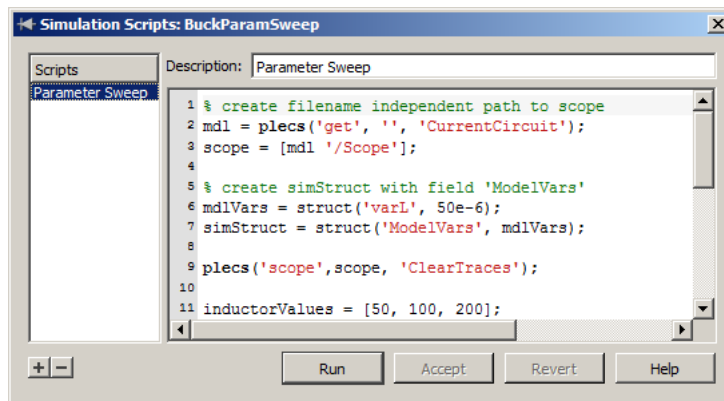 Simulation Scripts: BuckParamSweep
Scripts
Parameter Sweep
Description: Parameter Sweep
1 % create filename independent path to scope
2 mdl = plecs('get', '', 'CurrentCircuit');
3 scope = [mdl '/Scope'];
4
5 % create simStruct with field 'ModelVars'
6 mdlVars = struct('varL', 50e-6);
7 simStruct = struct('ModelVars', mdlVars);
8
9 plecs('scope',scope, 'ClearTraces');
10
11 inductorValues = [50, 100, 200];
Run Accept Revert Help